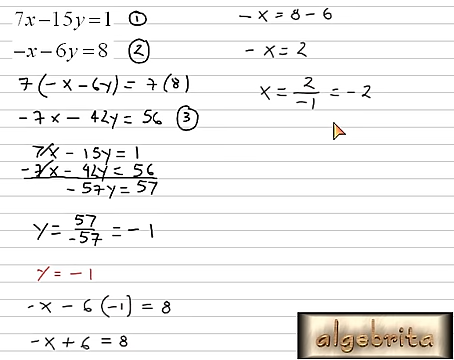 7x-15y=1 ①
-x-6y=8 ②
7(-x-6y)=7(8)
-7x-42y=56 ③
7x-15y=1
-7x-42y=56
-57y=57
y=57/-57=-1
y=-1
-x-6(-1)=8
-x+6=8
-x=8-6
-x=2
x=2/-1=-2
algebrita